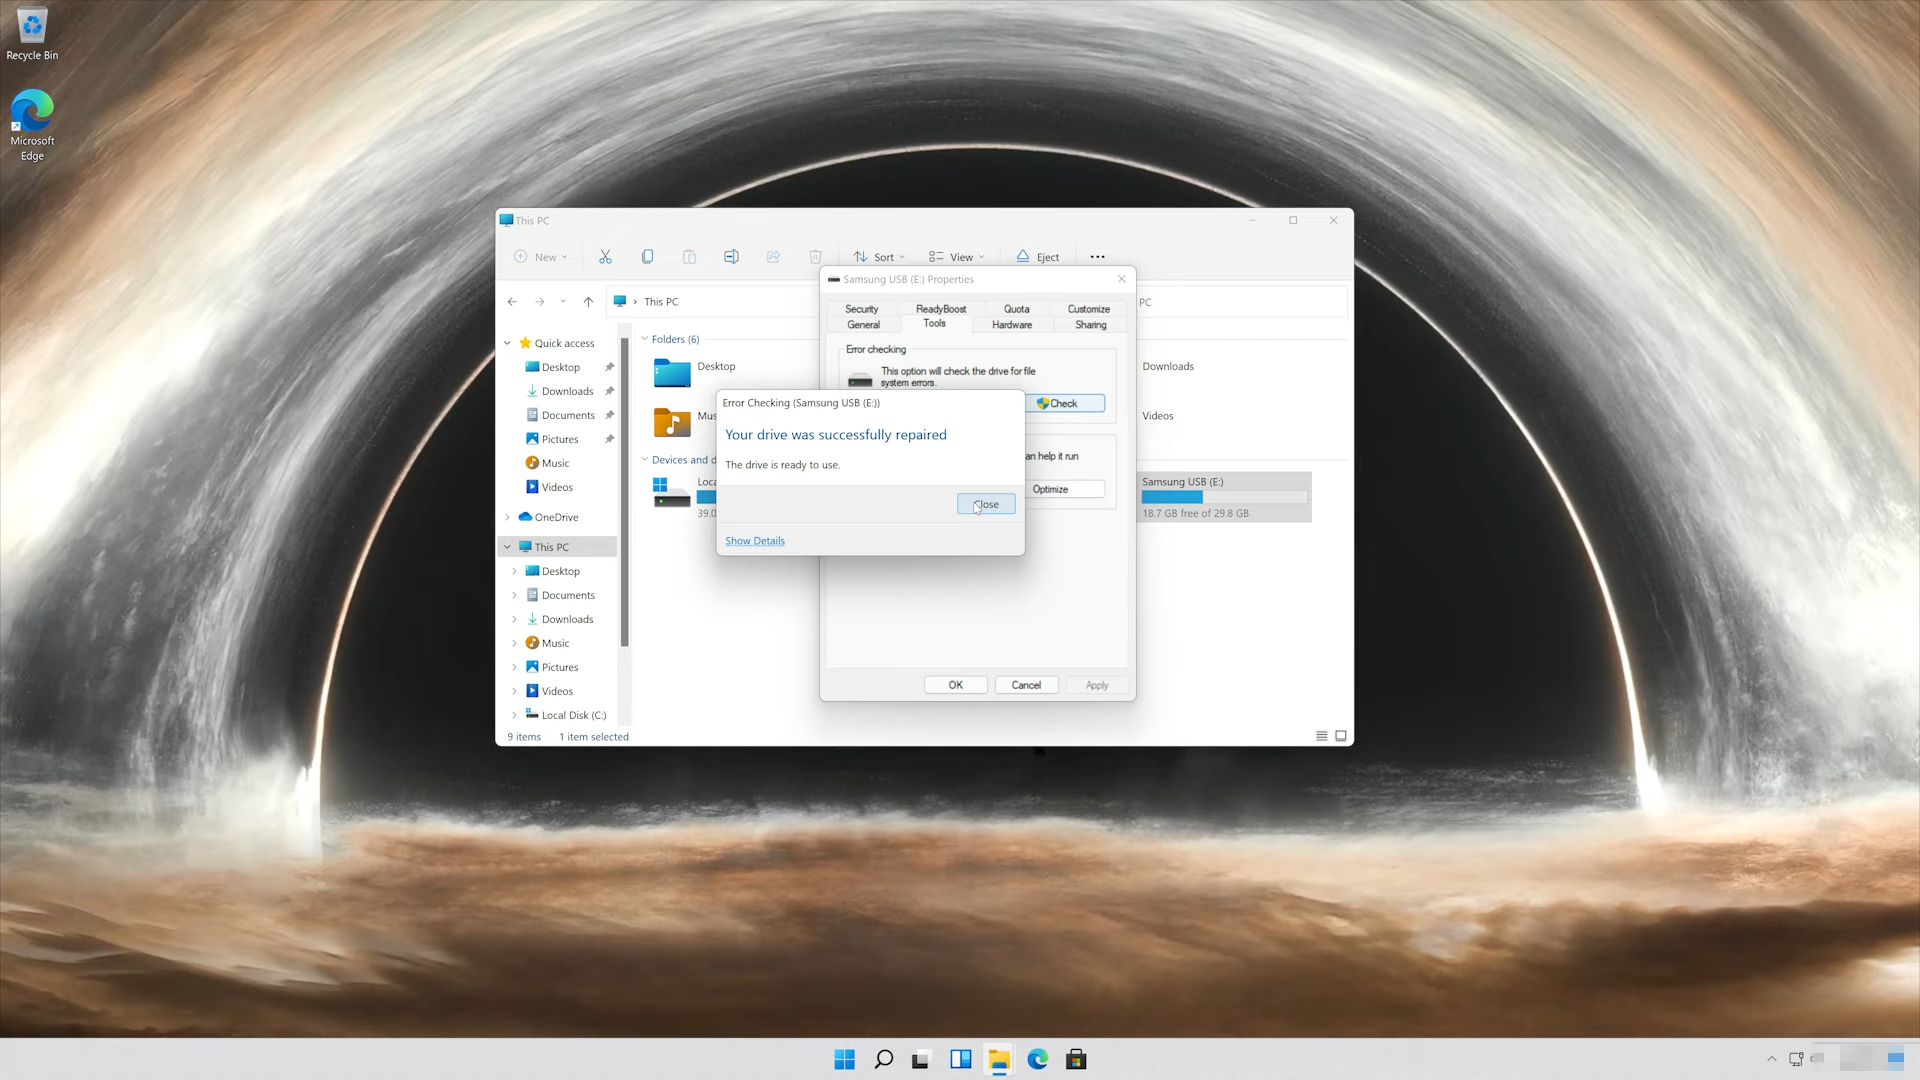 Recycle Bin
Microsoft
Edge
This PC
New
Sort
View
Eject
This PC
PC
Quick access
Desktop
Downloads
Documents
Pictures
Music
Videos
OneDrive
This PC
Desktop
Documents
Downloads
Music
Pictures
Videos
Local Disk (C:)
Folders (6)
Desktop
Downloads
Videos
Devices and d
Samsung USB (E:)
18.7 GB free of 29.8 GB
9 items 1 item selected
Samsung USB (E:) Properties
Security ReadyBoost Quota Customize
General Tools Hardware Sharing
Error checking
This option will check the drive for file
system errors.
Check
an help it run
Optimize
OK Cancel Apply
Error Checking (Samsung USB (E:))
Your drive was successfully repaired
The drive is ready to use.
Close
Show Details